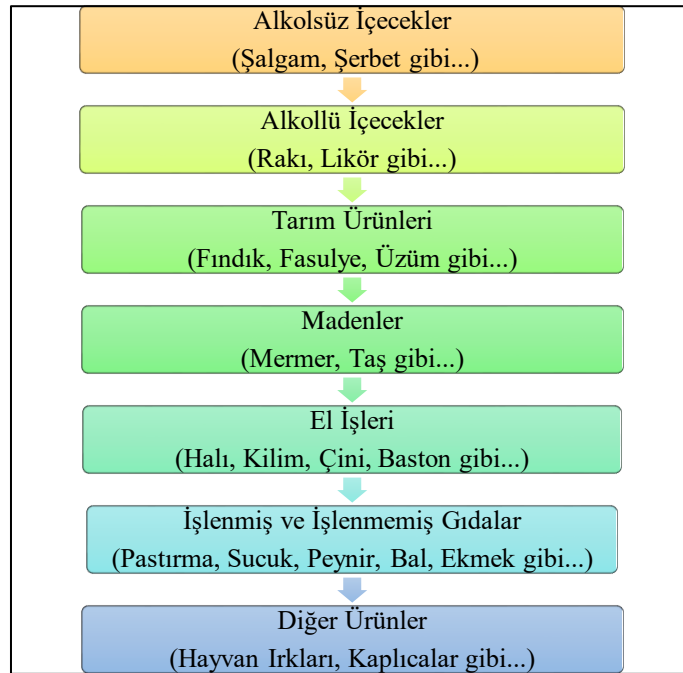 Alkolsüz İçecekler
(Şalgam, Şerbet gibi...)
Alkollü İçecekler
(Rakı, Likör gibi...)
Tarım Ürünleri
(Fındık, Fasulye, Üzüm gibi...)
Madenler
(Mermer, Taş gibi...)
El İşleri
(Halı, Kilim, Çini, Baston gibi...)
İşlenmiş ve İşlenmemiş Gıdalar
(Pastırma, Sucuk, Peynir, Bal, Ekmek gibi...)
Diğer Ürünler
(Hayvan Irkları, Kaplıcalar gibi...)